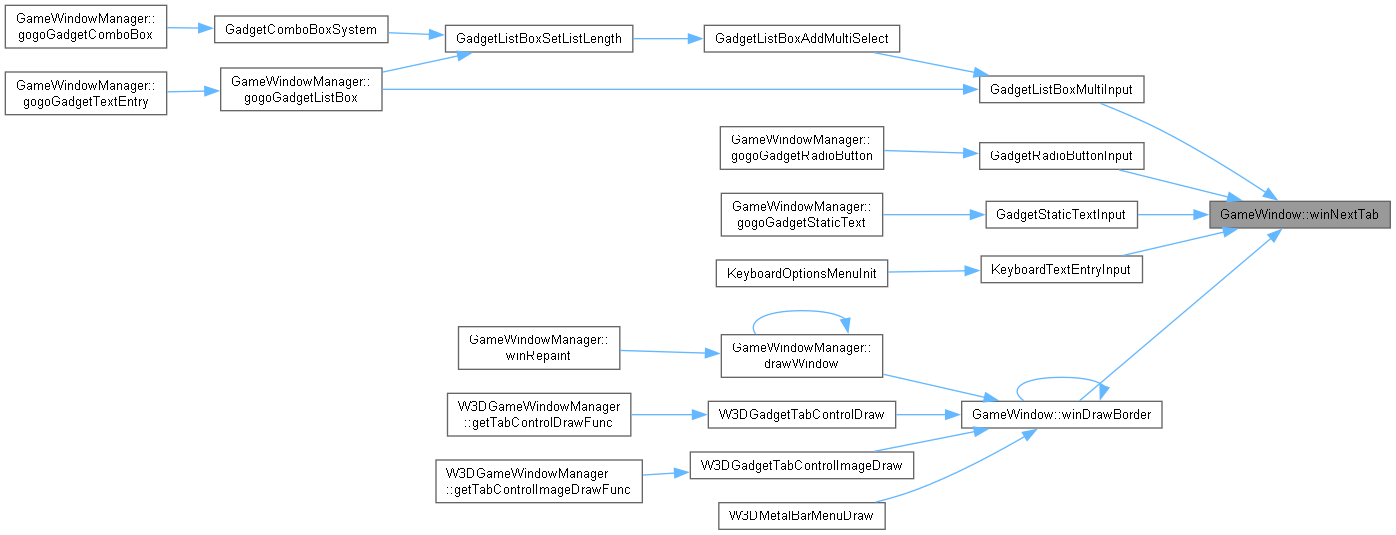 GameWindowManager::
gogoGadgetComboBox
GadgetComboBoxSystem
GadgetListBoxSetListLength
GadgetListBoxAddMultiSelect
GameWindowManager::
gogoGadgetTextEntry
GameWindowManager::
gogoGadgetListBox
GadgetListBoxMultiInput
GameWindowManager::
gogoGadgetRadioButton
GadgetRadioButtonInput
GameWindowManager::
gogoGadgetStaticText
GadgetStaticTextInput
GameWindow::winNextTab
KeyboardOptionsMenuInit
KeyboardTextEntryInput
GameWindowManager::
winRepaint
GameWindowManager::
drawWindow
W3DGameWindowManager
::getTabControlDrawFunc
W3DGadgetTabControlDraw
GameWindow::winDrawBorder
W3DGameWindowManager
::getTabControlImageDrawFunc
W3DGadgetTabControlImageDraw
W3DMetalBarMenuDraw